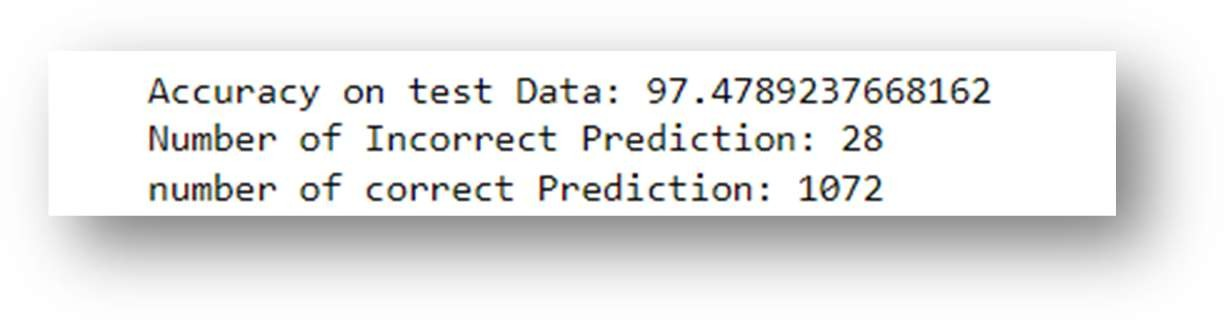 Accuracy on test Data: 97.4789237668162
Number of Incorrect Prediction: 28
number of correct Prediction: 1072